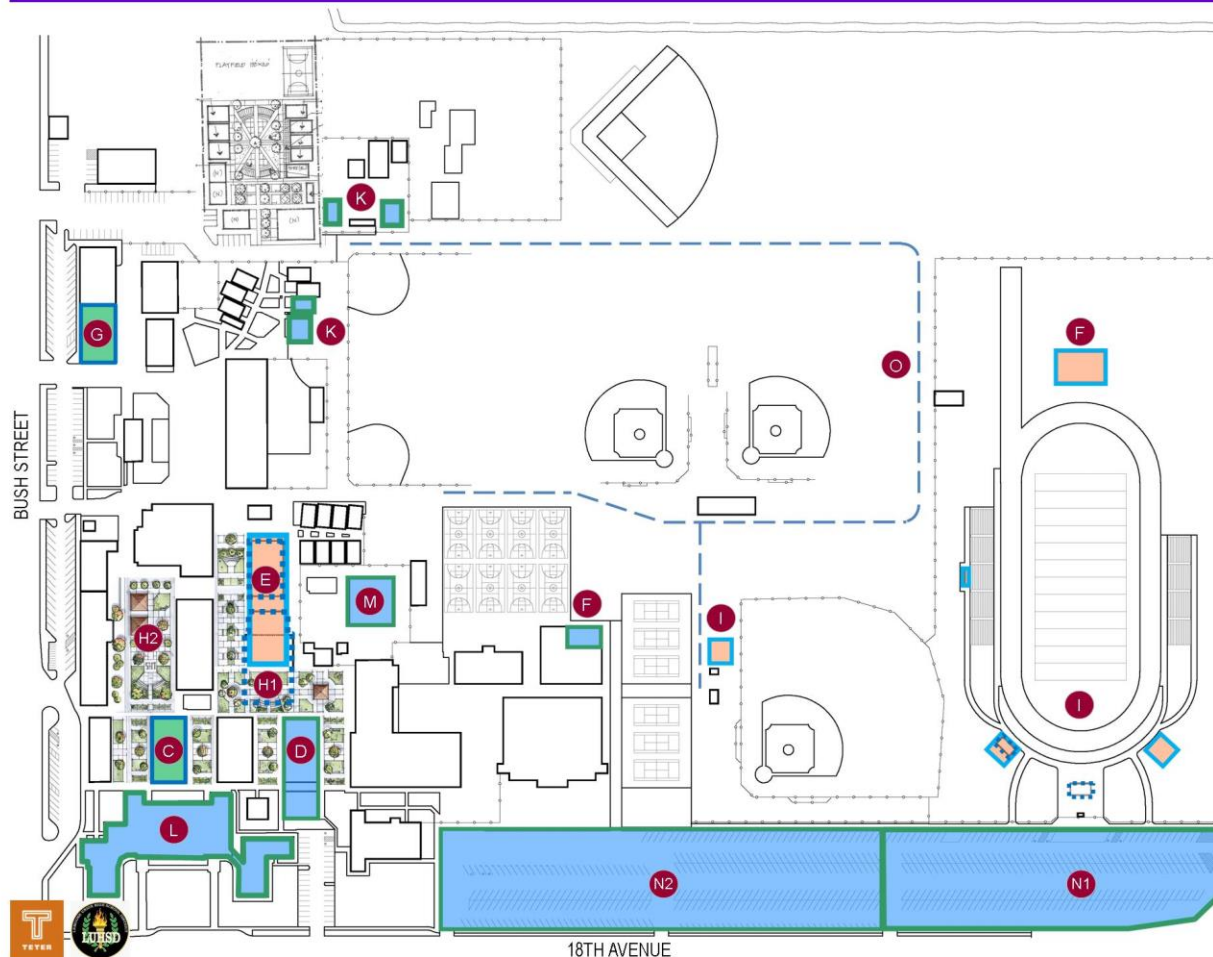 PLAYFIELD
K
G
K
F
O
BUSH STREET
E
M
F
H2
I
H1
I
C
D
L
N2
N1
T
TETER
LUHSD
18TH AVENUE